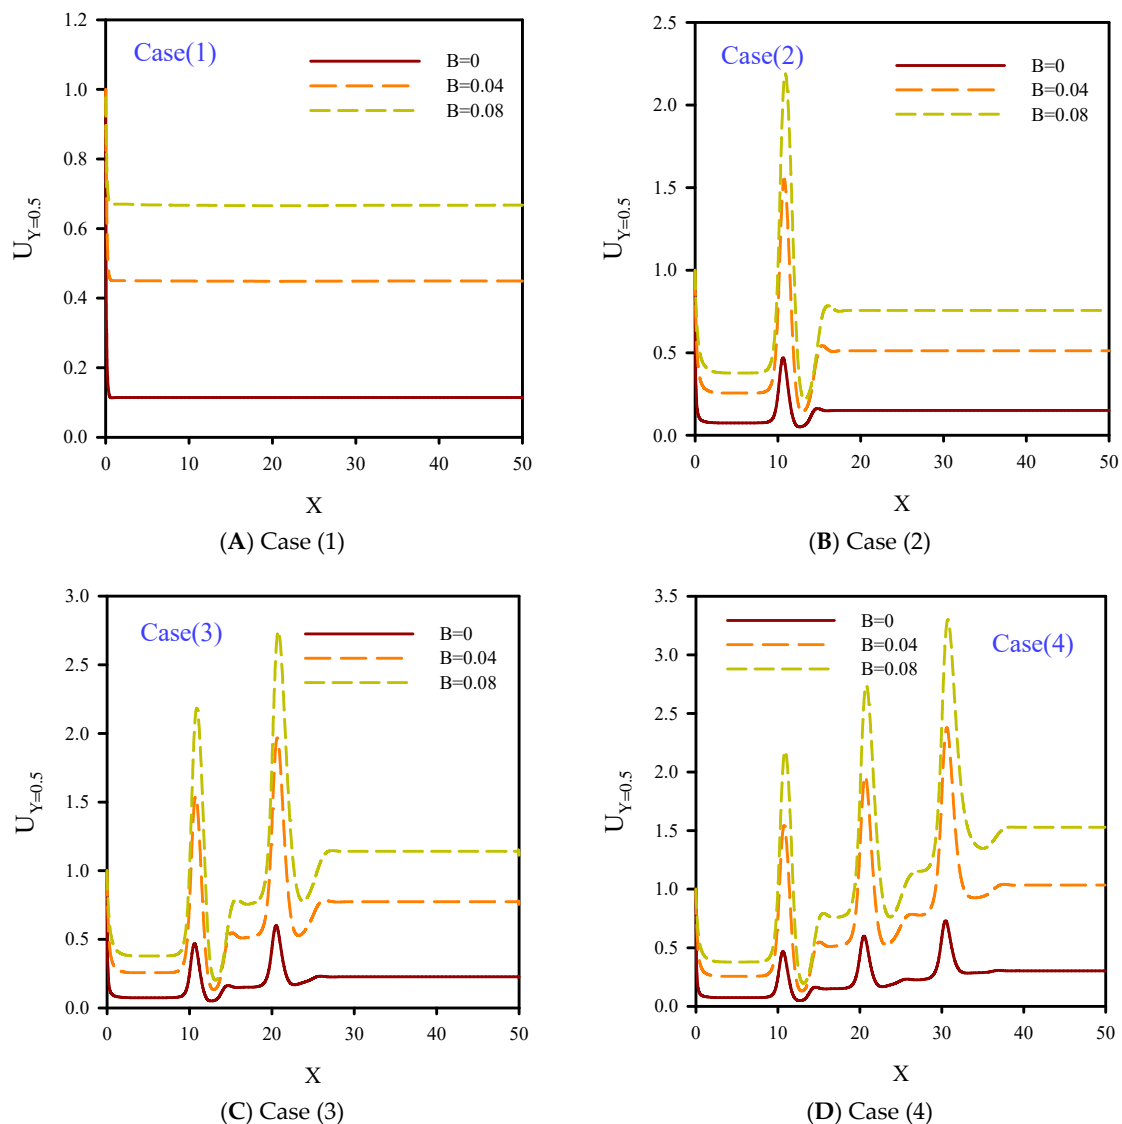 Case(1)
B=0
B=0.04
B=0.08
1.2
1.0
0.8
0.6
0.4
0.2
0.0
U_{Y=0.5}
0 10 20 30 40 50
X
(A) Case (1)
Case(2)
B=0
B=0.04
B=0.08
2.5
2.0
1.5
1.0
0.5
0.0
U_{Y=0.5}
0 10 20 30 40 50
X
(B) Case (2)
Case(3)
B=0
B=0.04
B=0.08
3.0
2.5
2.0
1.5
1.0
0.5
0.0
U_{Y=0.5}
0 10 20 30 40 50
X
(C) Case (3)
Case(4)
B=0
B=0.04
B=0.08
3.5
3.0
2.5
2.0
1.5
1.0
0.5
0.0
U_{Y=0.5}
0 10 20 30 40 50
X
(D) Case (4)